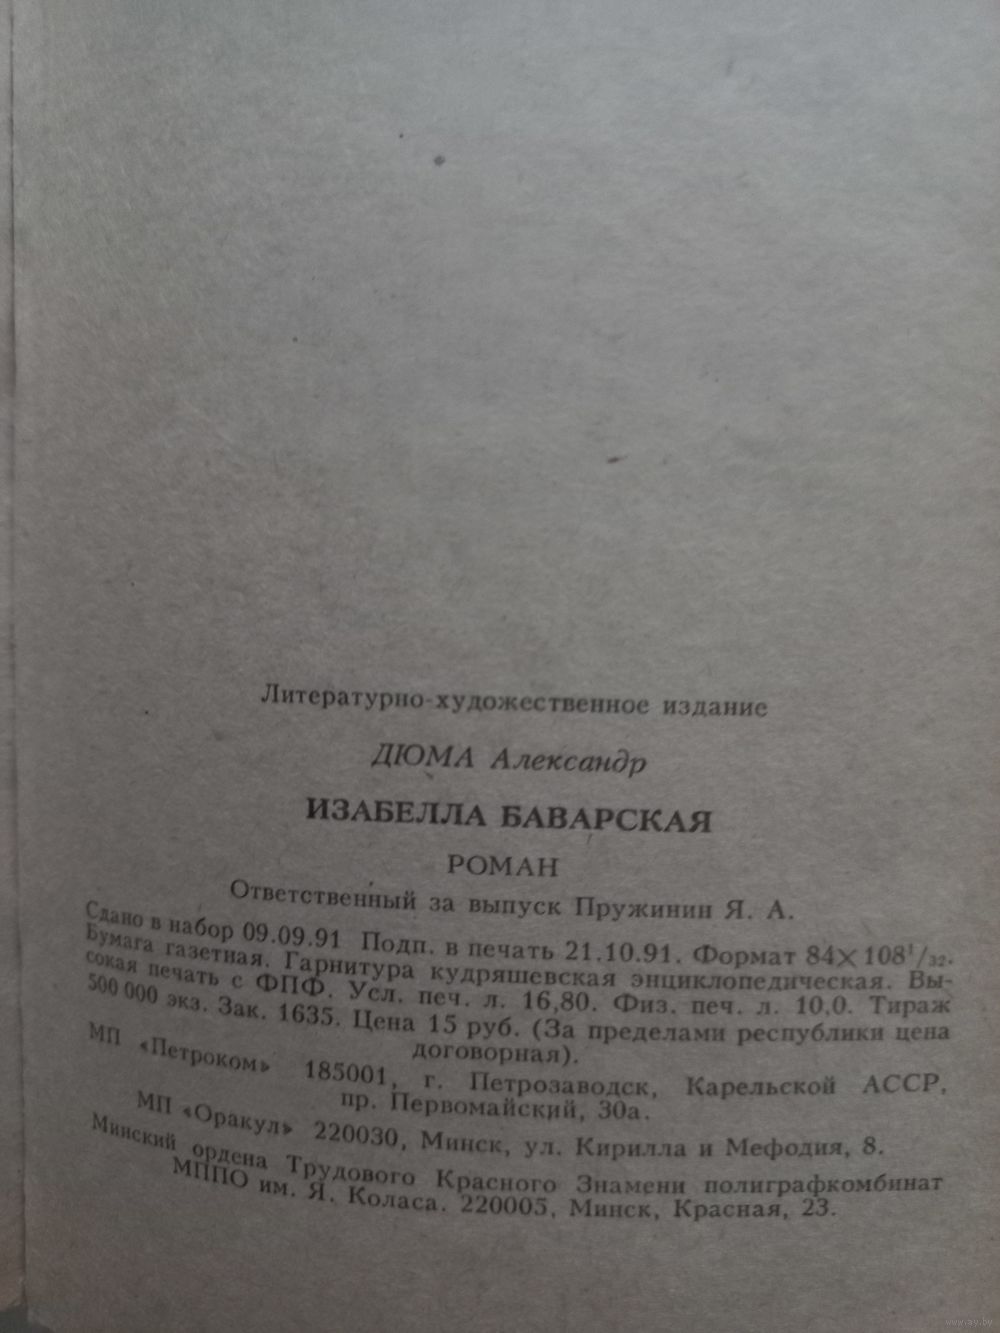 Литературно-художественное издание
ДЮМА Александр
ИЗАБЕЛЛА БАВАРСКАЯ
РОМАН
Ответственный за выпуск Пружинин Я. А.
Сдано в набор 09.09.91 Подп. в печать 21.10.91. Формат 84×108¹/₃₂.
Бумага газетная. Гарнитура кудряшевская энциклопедическая. Вы-
сокая печать с ФПФ. Усл. печ. л. 16,80. Физ. печ. л. 10,0. Тираж
500 000 экз. Зак. 1635. Цена 15 руб. (За пределами республики цена
договорная).
МП «Петроком» 185001, г. Петрозаводск, Карельской АССР,
пр. Первомайский, 30а.
МП «Оракул» 220030, Минск, ул. Кирилла и Мефодия, 8.
Минский ордена Трудового Красного Знамени полиграфкомбинат
МППО им. Я. Коласа. 220005, Минск, Красная, 23.
www.ay.by